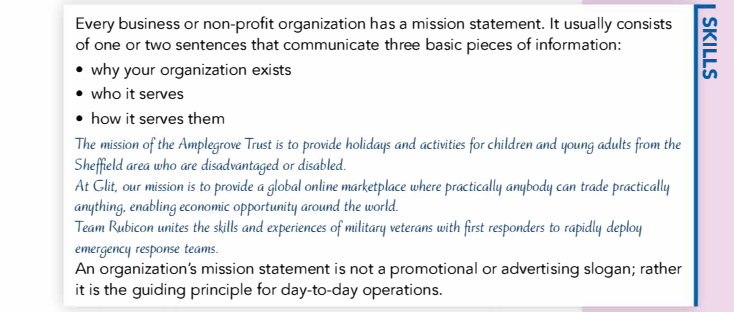 Every business or non-profit organization has a mission statement. It usually consists
of one or two sentences that communicate three basic pieces of information:
• why your organization exists
• who it serves
• how it serves them
The mission of the Amplegrove Trust is to provide holidays and activities for children and young adults from the
Sheffield area who are disadvantaged or disabled.
At Glit, our mission is to provide a global online marketplace where practically anybody can trade practically
anything, enabling economic opportunity around the world.
Team Rubicon unites the skills and experiences of military veterans with first responders to rapidly deploy
emergency response teams.
An organization's mission statement is not a promotional or advertising slogan; rather
it is the guiding principle for day-to-day operations.
SKILLS